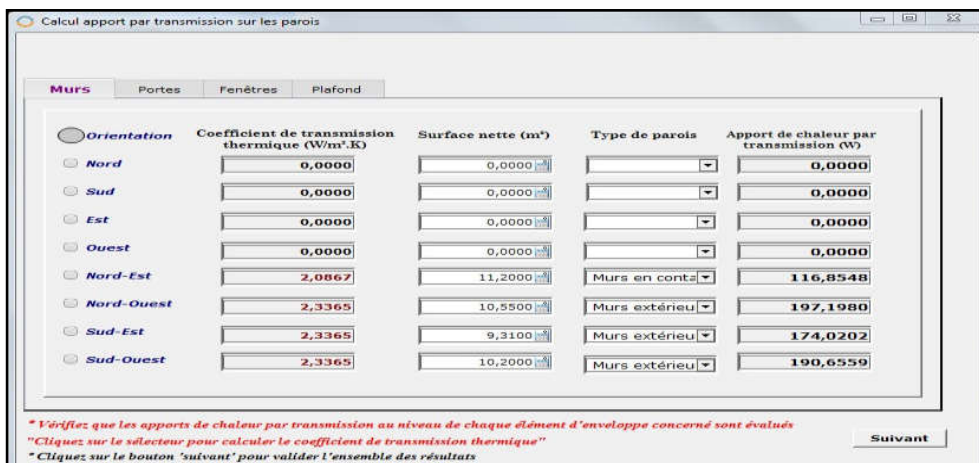 Calcul apport par transmission sur les parois
Murs Portes Fenêtres Plafond
Orientation Coefficient de transmission thermique (W/m².K) Surface nette (m²) Type de parois Apport de chaleur par transmission (W)
Nord 0,0000 0,0000 0,0000
Sud 0,0000 0,0000 0,0000
Est 0,0000 0,0000 0,0000
Ouest 0,0000 0,0000 0,0000
Nord-Est 2,0867 11,2000 Murs en conta 116,8548
Nord-Ouest 2,3365 10,5500 Murs extérieu 197,1980
Sud-Est 2,3365 9,3100 Murs extérieu 174,0202
Sud-Ouest 2,3365 10,2000 Murs extérieu 190,6559
* Vérifiez que les apports de chaleur par transmission au niveau de chaque élément d'enveloppe concerné sont évalués
"Cliquez sur le sélecteur pour calculer le coefficient de transmission thermique"
* Cliquez sur le bouton 'suivant' pour valider l'ensemble des résultats
Suivant